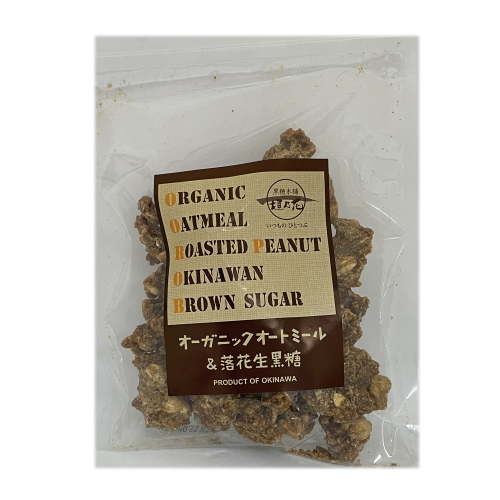 黒糖本舗
垣乃花
いつものひとつぶ
ORGANIC
OATMEAL
ROASTED PEANUT
OKINAWAN
BROWN SUGAR
オーガニックオートミール
&落花生黒糖
PRODUCT OF OKINAWA